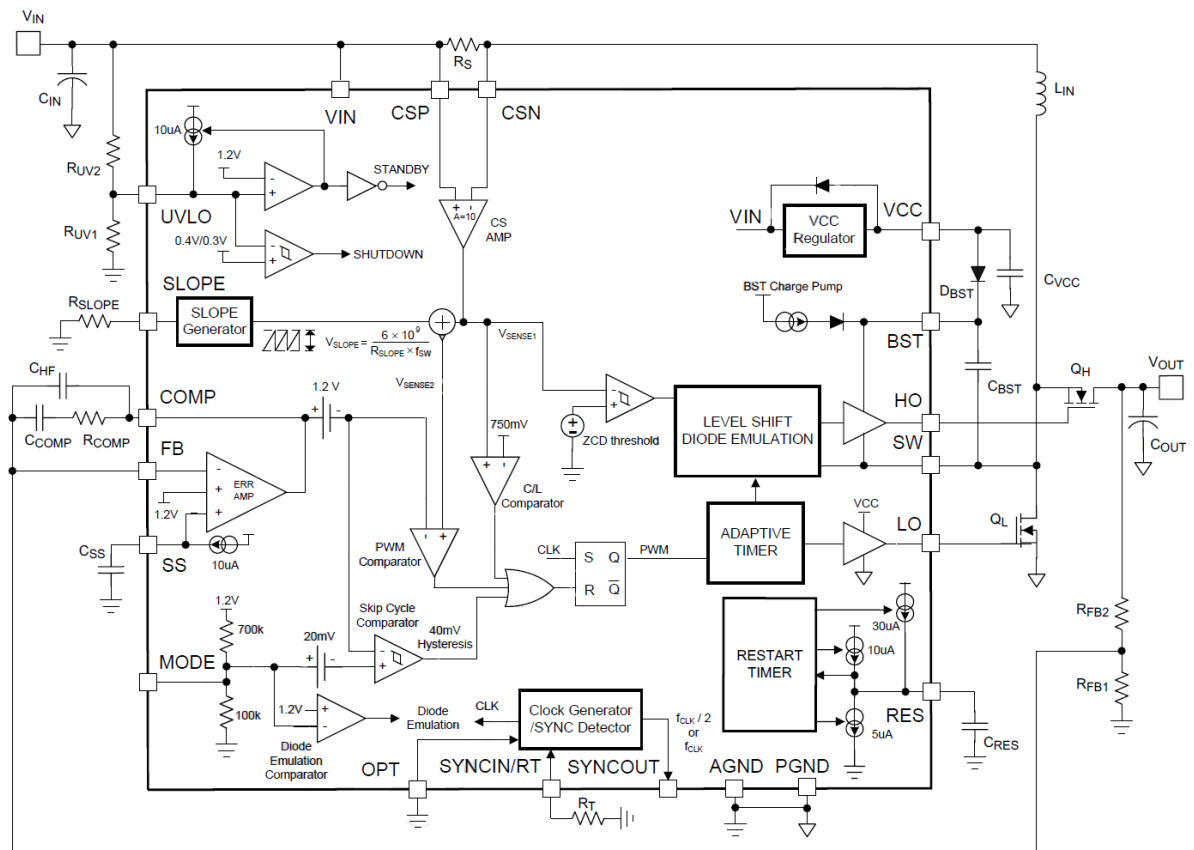 VIN
RS
CIN
LIN
VIN
CSP
CSN
10uA
RUV2
1.2V
-
+
STANDBY
UVLO
+ -
A=10
CS
AMP
VIN
VCC
Regulator
VCC
RUV1
0.4V/0.3V
-
+
SHUTDOWN
CVCC
DBST
SLOPE
RSLOPE
SLOPE
Generator
VSLOPE = 6 × 10^9 / RSLOPE × fSW
+
VSENSE1
BST Charge Pump
BST
CHF
VSENSE2
QH
VOUT
COMP
1.2 V
+ -
CBST
CCOMP
RCOMP
-
+
ZCD threshold
LEVEL SHIFT
DIODE EMULATION
HO
SW
COUT
FB
750mV
-
+
+
ERR
AMP
1.2V
+ -
C/L
Comparator
VCC
QL
LO
CSS
SS
10uA
- +
PWM
Comparator
CLK
S Q
R Q
PWM
ADAPTIVE
TIMER
1.2V
700k
20mV
+ -
Skip Cycle
Comparator
-
+
40mV
Hysteresis
30uA
10uA
RFB2
MODE
RESTART
TIMER
RES
RFB1
100k
1.2V
+
-
Diode
Emulation
Diode
Emulation
Comparator
CLK
Clock Generator
/SYNC Detector
fCLK / 2
or
fCLK
5uA
CRES
OPT
SYNCIN/RT
SYNCOUT
AGND
PGND
RT